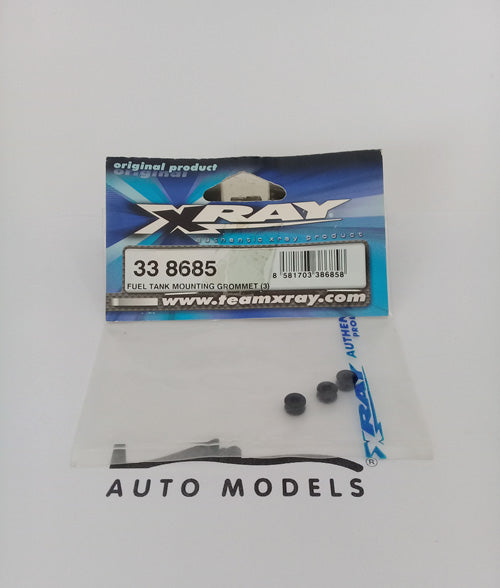 original product
original
XRAY
authentic xray product
33 8685
FUEL TANK MOUNTING GROMMET (3)
8 581703 386858
www.teamxray.com
XRAY
®
AUTO MODELS